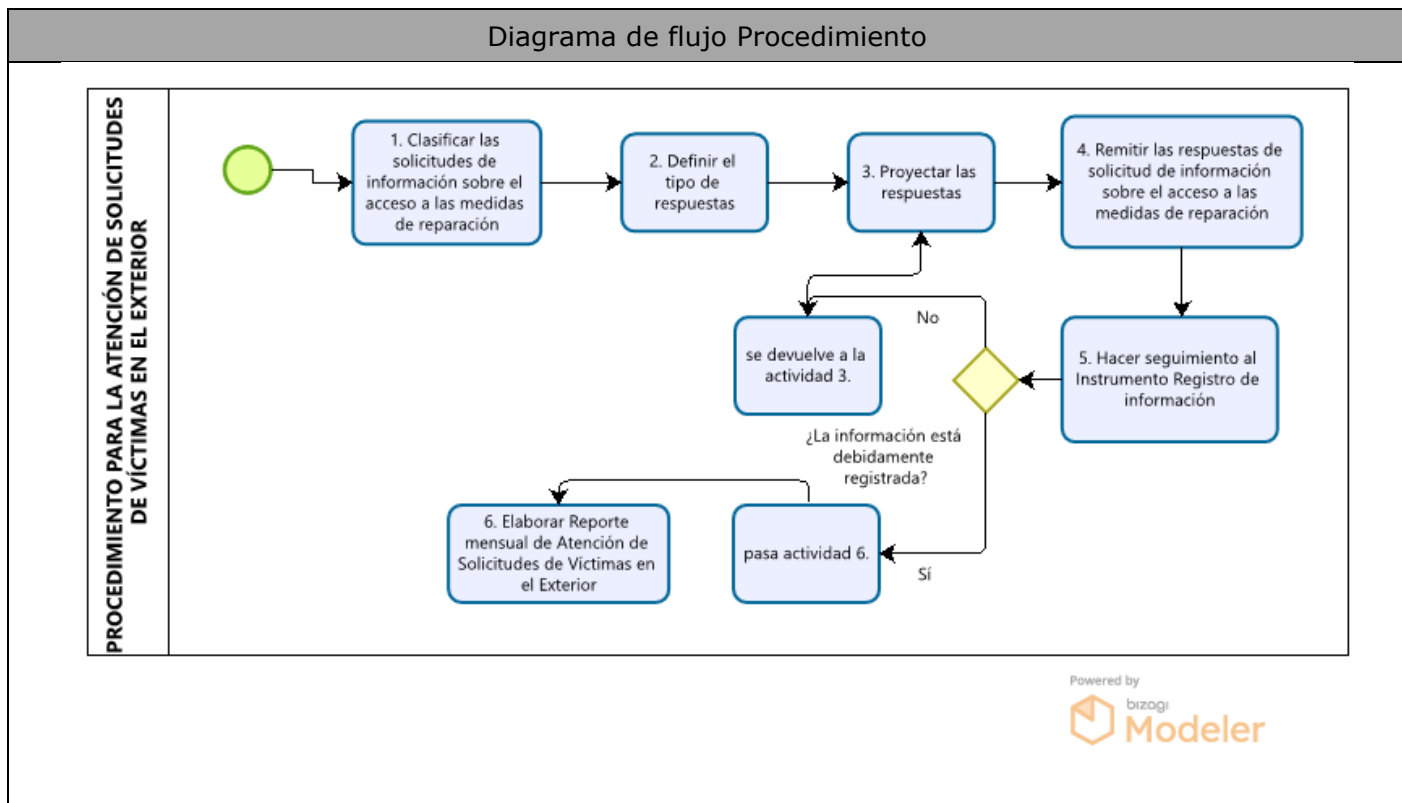 Diagrama de flujo Procedimiento
PROCEDIMIENTO PARA LA ATENCIÓN DE SOLICITUDES
DE VÍCTIMAS EN EL EXTERIOR
1. Clasificar las
solicitudes de
información sobre el
acceso a las medidas
de reparación
2. Definir el
tipo de
respuestas
3. Proyectar las
respuestas
4. Remitir las respuestas de
solicitud de información
sobre el acceso a las
medidas de reparación
5. Hacer seguimiento al
Instrumento Registro de
información
¿La información está
debidamente
registrada?
No
se devuelve a la
actividad 3.
Sí
pasa actividad 6.
6. Elaborar Reporte
mensual de Atención de
Solicitudes de Víctimas en
el Exterior
Powered by
bizagi
Modeler